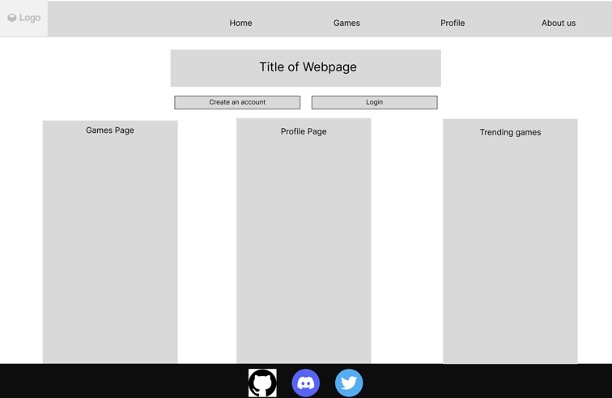 Logo
Home
Games
Profile
About us
Title of Webpage
Create an account
Login
Games Page
Profile Page
Trending games